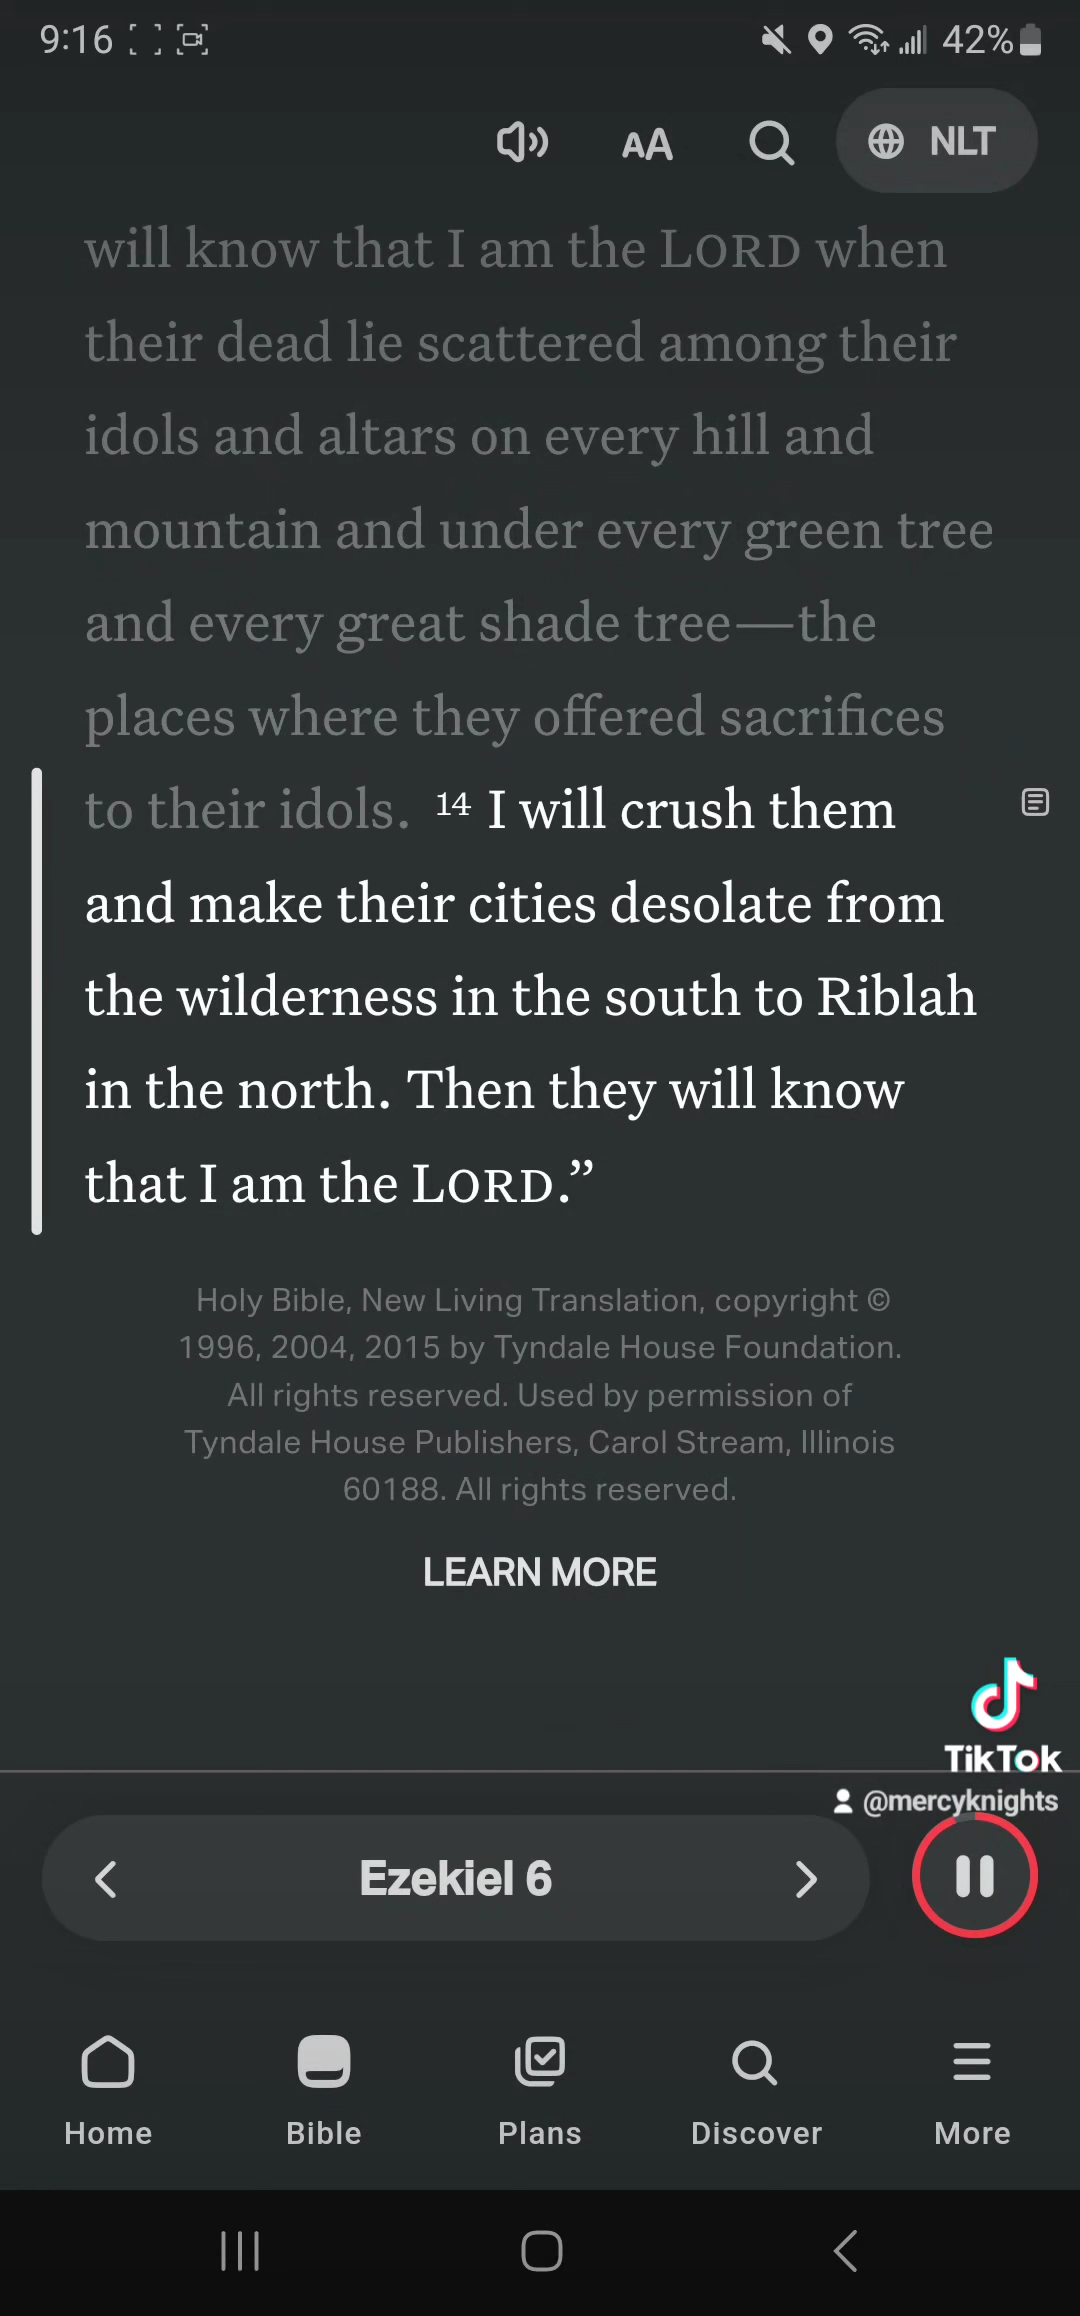 9:16
42%
NLT
will know that I am the LORD when
their dead lie scattered among their
idols and altars on every hill and
mountain and under every green tree
and every great shade tree—the
places where they offered sacrifices
to their idols. 14 I will crush them
and make their cities desolate from
the wilderness in the south to Riblah
in the north. Then they will know
that I am the LORD.”
Holy Bible, New Living Translation, copyright ©
1996, 2004, 2015 by Tyndale House Foundation.
All rights reserved. Used by permission of
Tyndale House Publishers, Carol Stream, Illinois
60188. All rights reserved.
LEARN MORE
TikTok
@mercyknights
Ezekiel 6
Home Bible Plans Discover More